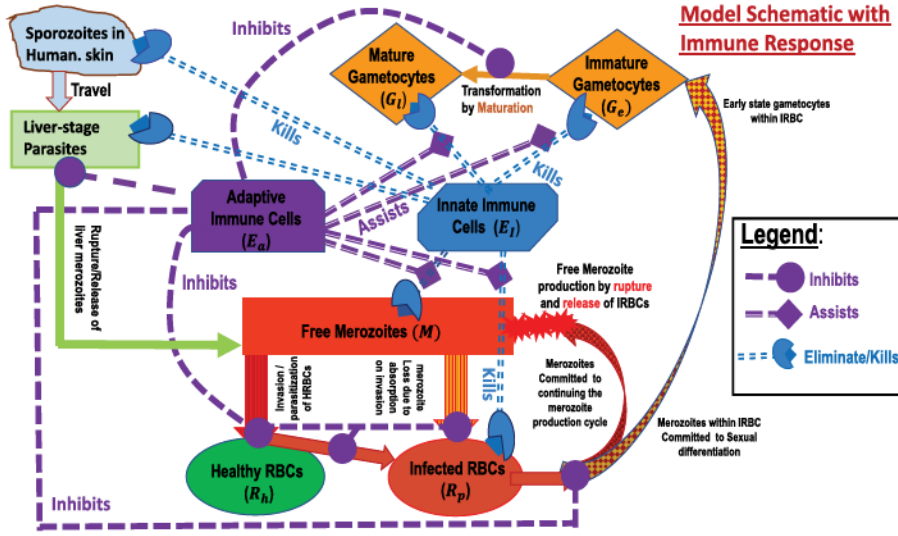 Model Schematic with
Immune Response
Sporozoites in
Human. skin
Travel
Liver-stage
Parasites
Rupture/Release of
liver merozoites
Inhibits
Mature
Gametocytes
(G_l)
Transformation
by Maturation
Immature
Gametocytes
(G_e)
Early state gametocytes
within IRBC
Kills
Kills
Adaptive
Immune Cells
(E_a)
Assists
Innate Immune
Cells (E_I)
Inhibits
Free Merozoite
production by rupture
and release of IRBCs
Free Merozoites (M)
Invasion /
parasitization
of HRBCs
merozoite
Loss due to
absorption
on invasion
Kills
Merozoites
Committed to
continuing the
merozoite
production cycle
Merozoites within IRBC
Committed to Sexual
differentiation
Healthy RBCs
(R_h)
Infected RBCs
(R_p)
Inhibits
Legend:
Inhibits
Assists
Eliminate/Kills